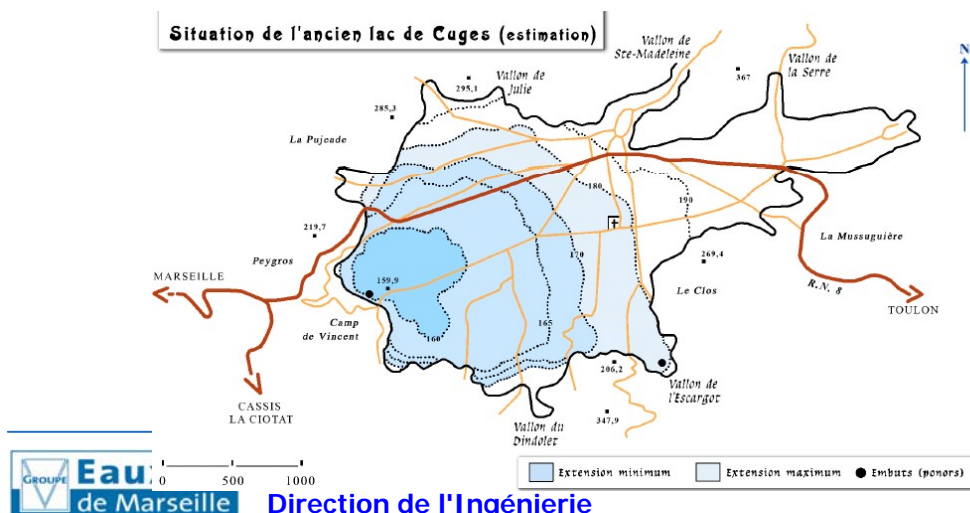 Situation de l'ancien lac de Cuges (estimation)
Vallon de
Ste-Madeleine
Vallon de
la Serre
N
Vallon de
Julie
295,1
367
285,3
La Pujeade
180
190
219,7
La Mussuguière
Peygros
269,4
170
MARSEILLE
159,9
Le Clos
R.N. 8
TOULON
Camp
de Vincent
160
165
206,2
Vallon de
l'Escargot
347,9
CASSIS
LA CIOTAT
Vallon du
Dindolet
Extension minimum
Extension maximum
Embuts (ponors)
0 500 1000
GROUPE
Eaux
de Marseille
Direction de l'Ingénierie